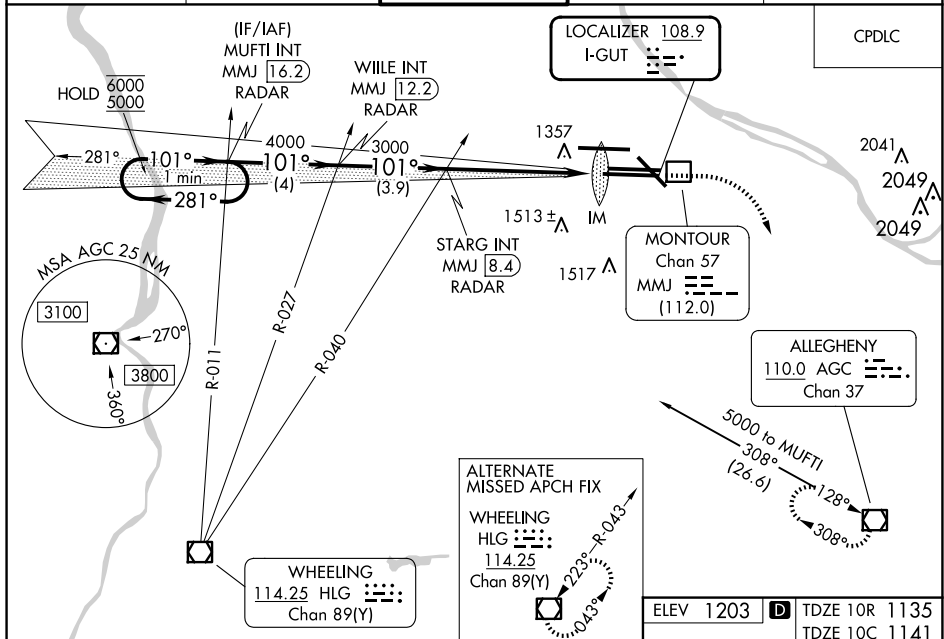 (IF/IAF)
MUFTI INT
MMJ 16.2
RADAR
WIILE INT
MMJ 12.2
RADAR
LOCALIZER 108.9
I-GUT
CPDLC
HOLD 6000
5000
281°
101°
1 min
281°
4000
101°
(4)
3000
101°
(3.9)
1357
IM
2041
2049
2049
1513 ±
1517
STARG INT
MMJ 8.4
RADAR
MONTOUR
Chan 57
MMJ
(112.0)
MSA AGC 25 NM
3100
270°
3800
360°
R-011
R-027
R-040
ALLEGHENY
110.0 AGC
Chan 37
5000 to MUFTI
308°
(26.6)
128°
308°
WHEELING
114.25 HLG
Chan 89(Y)
ALTERNATE
MISSED APCH FIX
WHEELING
HLG
114.25
Chan 89(Y)
R-043
223°
043°
ELEV 1203 D TDZE 10R 1135
TDZE 10C 1141